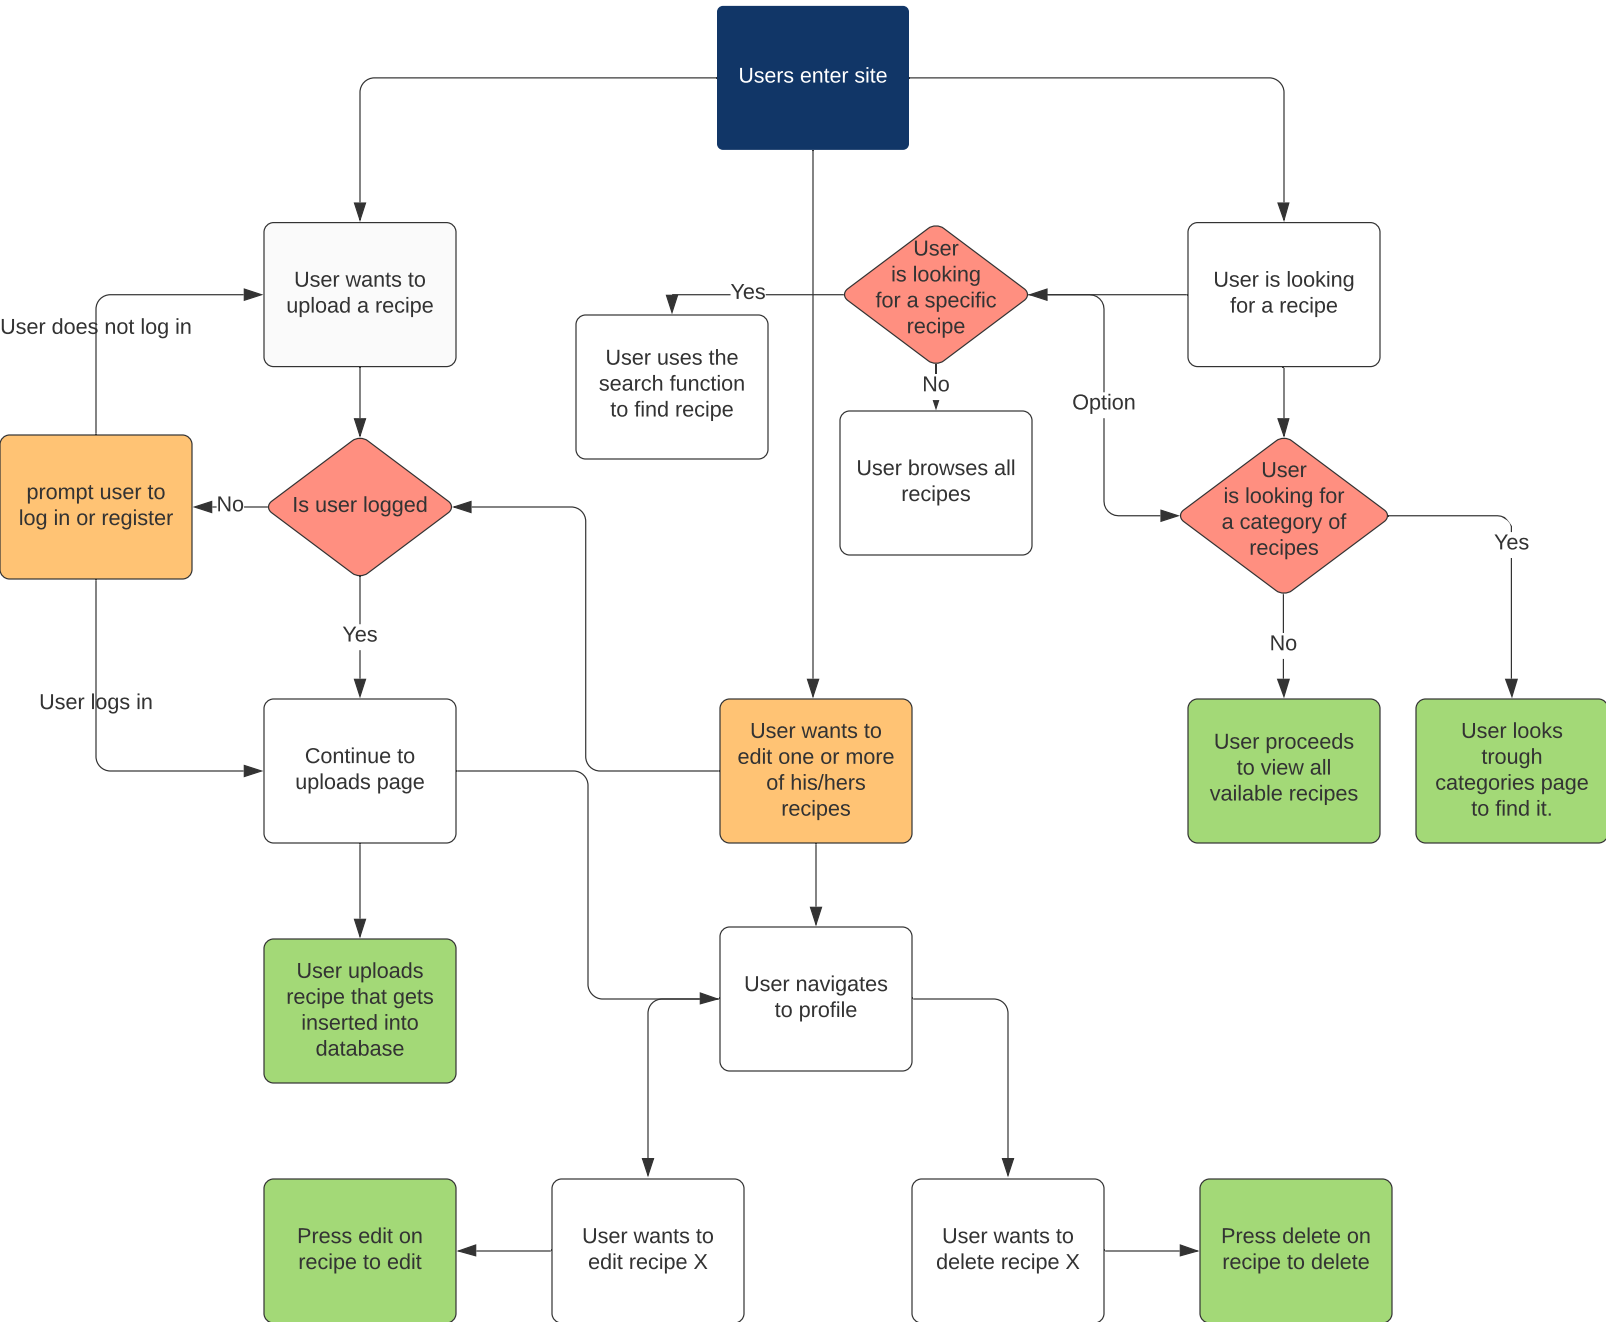 Users enter site
User wants to
upload a recipe
User
is looking
for a specific
recipe
User is looking
for a recipe
Yes
User does not log in
User uses the
search function
to find recipe
No
Option
User browses all
recipes
User
is looking for
a category of
recipes
prompt user to
log in or register
No
Is user logged
Yes
Yes
No
User logs in
Continue to
uploads page
User wants to
edit one or more
of his/hers
recipes
User proceeds
to view all
vailable recipes
User looks
trough
categories page
to find it.
User uploads
recipe that gets
inserted into
database
User navigates
to profile
Press edit on
recipe to edit
User wants to
edit recipe X
User wants to
delete recipe X
Press delete on
recipe to delete